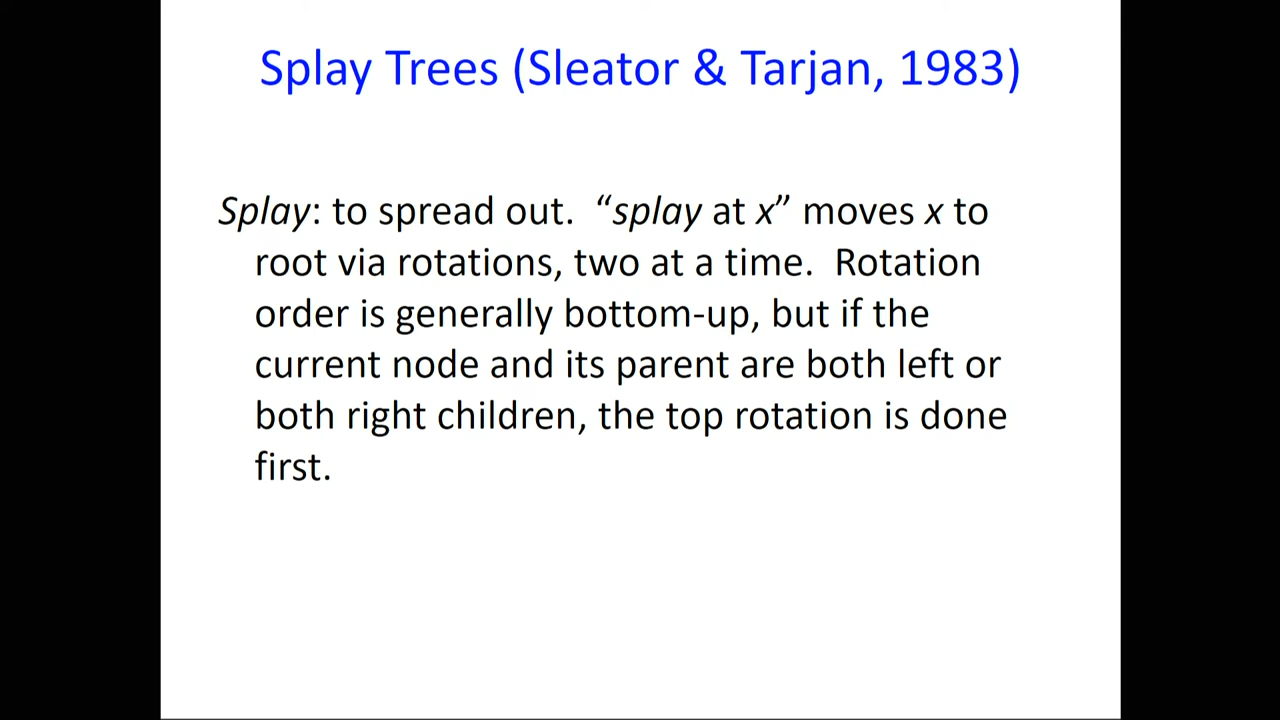 Splay Trees (Sleator & Tarjan, 1983)
Splay: to spread out. “splay at x” moves x to
root via rotations, two at a time. Rotation
order is generally bottom-up, but if the
current node and its parent are both left or
both right children, the top rotation is done
first.